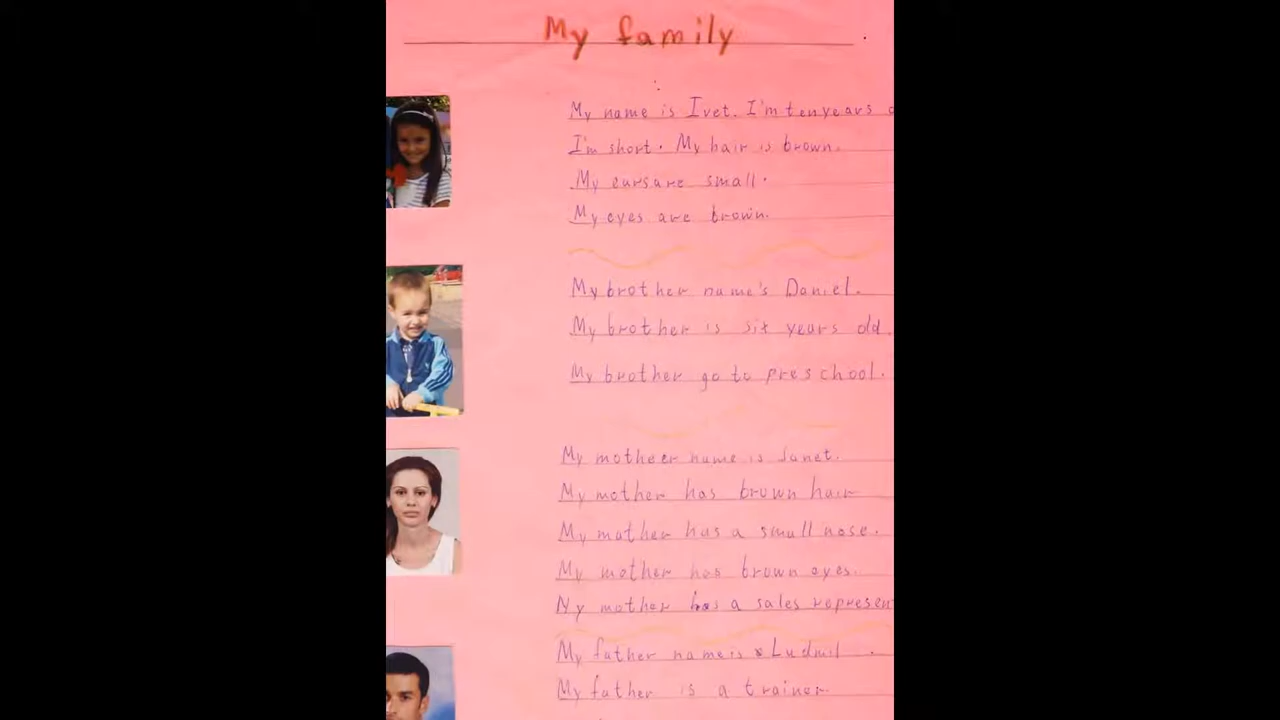 My family
My name is Ivet. I'm ten years
I'm short. My hair is brown.
My ears are small.
My eyes are brown.
My brother name's Daniel.
My brother is six years old.
My brother go to preschool.
My motheer name is Janet.
My mother has brown hair
My mother has a small nose.
My mother has brown eyes.
My mother has a sales represen
My father name is Ludmil.
My father is a trainer.